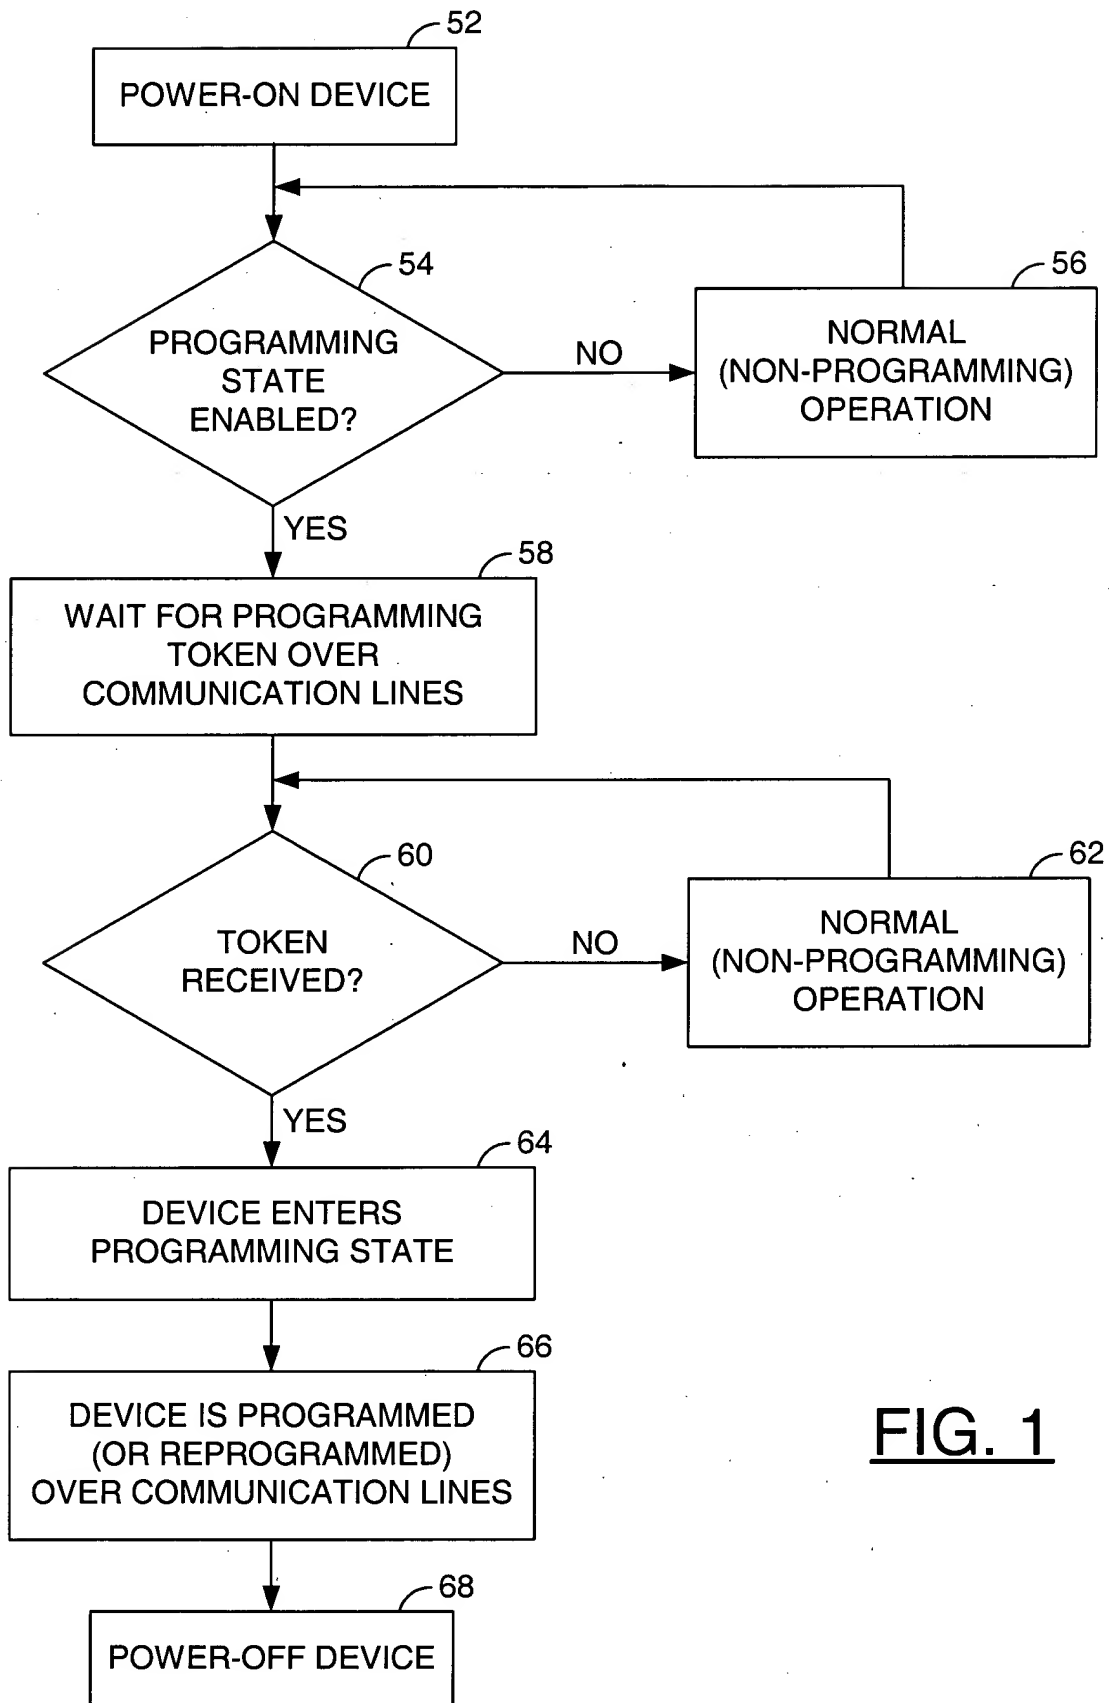 52
POWER-ON DEVICE
54
PROGRAMMING
STATE
ENABLED?
NO
56
NORMAL
(NON-PROGRAMMING)
OPERATION
YES
58
WAIT FOR PROGRAMMING
TOKEN OVER
COMMUNICATION LINES
60
TOKEN
RECEIVED?
NO
62
NORMAL
(NON-PROGRAMMING)
OPERATION
YES
64
DEVICE ENTERS
PROGRAMMING STATE
66
DEVICE IS PROGRAMMED
(OR REPROGRAMMED)
OVER COMMUNICATION LINES
FIG. 1
68
POWER-OFF DEVICE